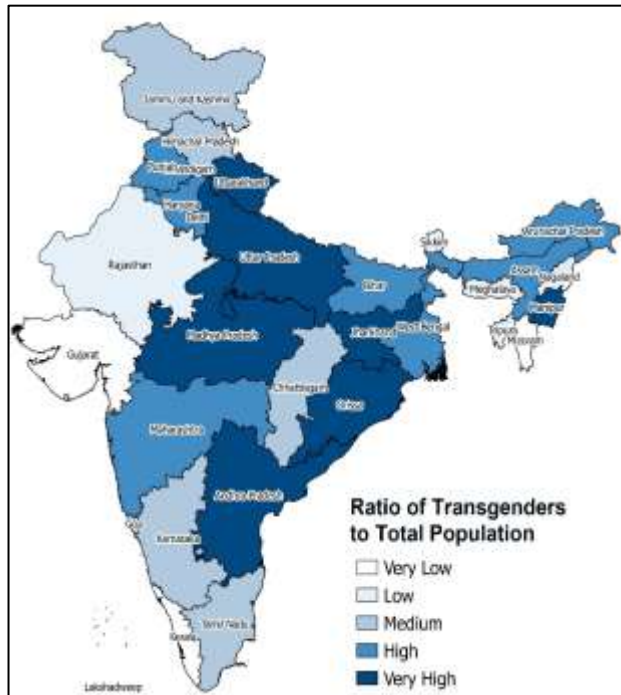 Jammu and Kashmir
Himachal Pradesh
Punjab
Chandigarh
Uttarakhand
Haryana
Delhi
Arunachal Pradesh
Sikkim
Rajasthan
Uttar Pradesh
Assam
Nagaland
Bihar
Meghalaya
Manipur
Jharkhand
West Bengal
Tripura
Mizoram
Madhya Pradesh
Gujarat
Chhattisgarh
Orissa
Maharashtra
Andhra Pradesh
Goa
Karnataka
Tamil Nadu
Kerala
Lakshadweep
Ratio of Transgenders
to Total Population
Very Low
Low
Medium
High
Very High